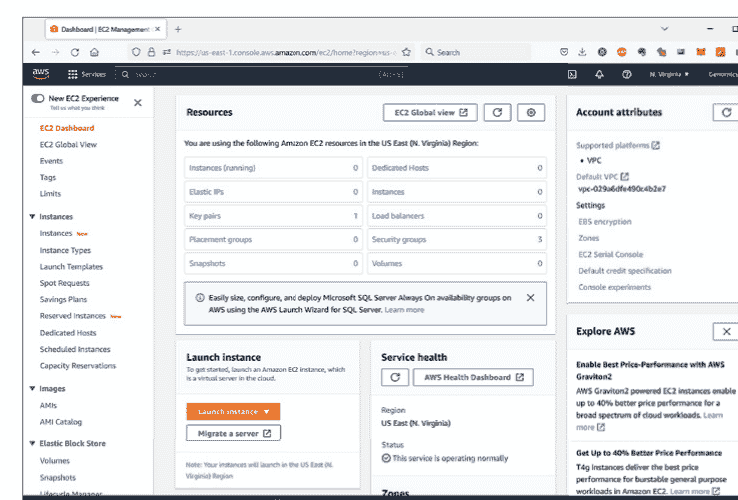 Dashboard | EC2 Management
https://us-east-1.console.aws.amazon.com/ec2/home?region=us-e
Search
aws
Services
N. Virginia
New EC2 Experience
Tell us what you think
EC2 Dashboard
EC2 Global View
Events
Tags
Limits
Instances
Instances New
Instance Types
Launch Templates
Spot Requests
Savings Plans
Reserved Instances New
Dedicated Hosts
Scheduled Instances
Capacity Reservations
Images
AMIs
AMI Catalog
Elastic Block Store
Volumes
Snapshots
Lifecycle Manager
Resources
EC2 Global view
You are using the following Amazon EC2 resources in the US East (N. Virginia) Region:
Instances (running) 0
Dedicated Hosts 0
Elastic IPs 0
Instances 0
Key pairs 1
Load balancers 0
Placement groups 0
Security groups 3
Snapshots 0
Volumes 0
Easily size, configure, and deploy Microsoft SQL Server Always On availability groups on
AWS using the AWS Launch Wizard for SQL Server. Learn more
Launch instance
To get started, launch an Amazon EC2 instance, which
is a virtual server in the cloud.
Launch instance
Migrate a server
Note: Your instances will launch in the US East (N.
Virginia) Region
Service health
AWS Health Dashboard
Region
US East (N. Virginia)
Status
This service is operating normally
Zones
Account attributes
Supported platforms
VPC
Default VPC
vpc-029a6dfe490c4b2e7
Settings
EBS encryption
Zones
EC2 Serial Console
Default credit specification
Console experiments
Explore AWS
Enable Best Price-Performance with AWS
Graviton2
AWS Graviton2 powered EC2 instances enable
up to 40% better price performance for a
broad spectrum of cloud workloads. Learn
more
Get Up to 40% Better Price Performance
T4g instances deliver the best price
performance for burstable general purpose
workloads in Amazon EC2. Learn more